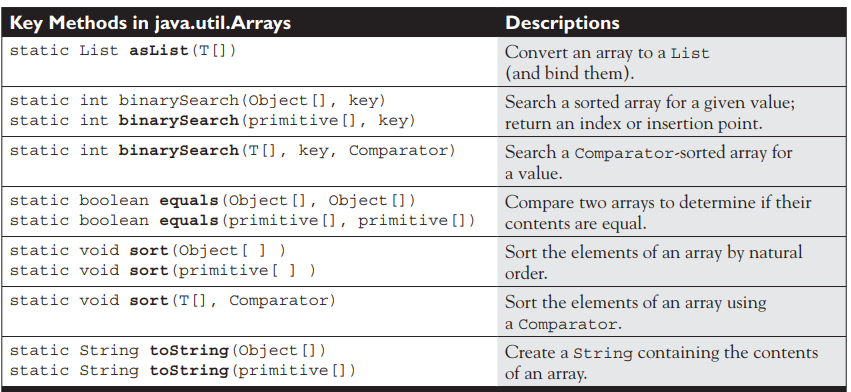 Key Methods in java.util.Arrays Descriptions
static List asList(T[]) Convert an array to a List
(and bind them).
static int binarySearch(Object[], key) Search a sorted array for a given value;
static int binarySearch(primitive[], key) return an index or insertion point.
static int binarySearch(T[], key, Comparator) Search a Comparator-sorted array for
a value.
static boolean equals(Object[], Object[]) Compare two arrays to determine if their
static boolean equals(primitive[], primitive[]) contents are equal.
static void sort(Object[ ] ) Sort the elements of an array by natural
static void sort(primitive[ ] ) order.
static void sort(T[], Comparator) Sort the elements of an array using
a Comparator.
static String toString(Object[]) Create a String containing the contents
static String toString(primitive[]) of an array.